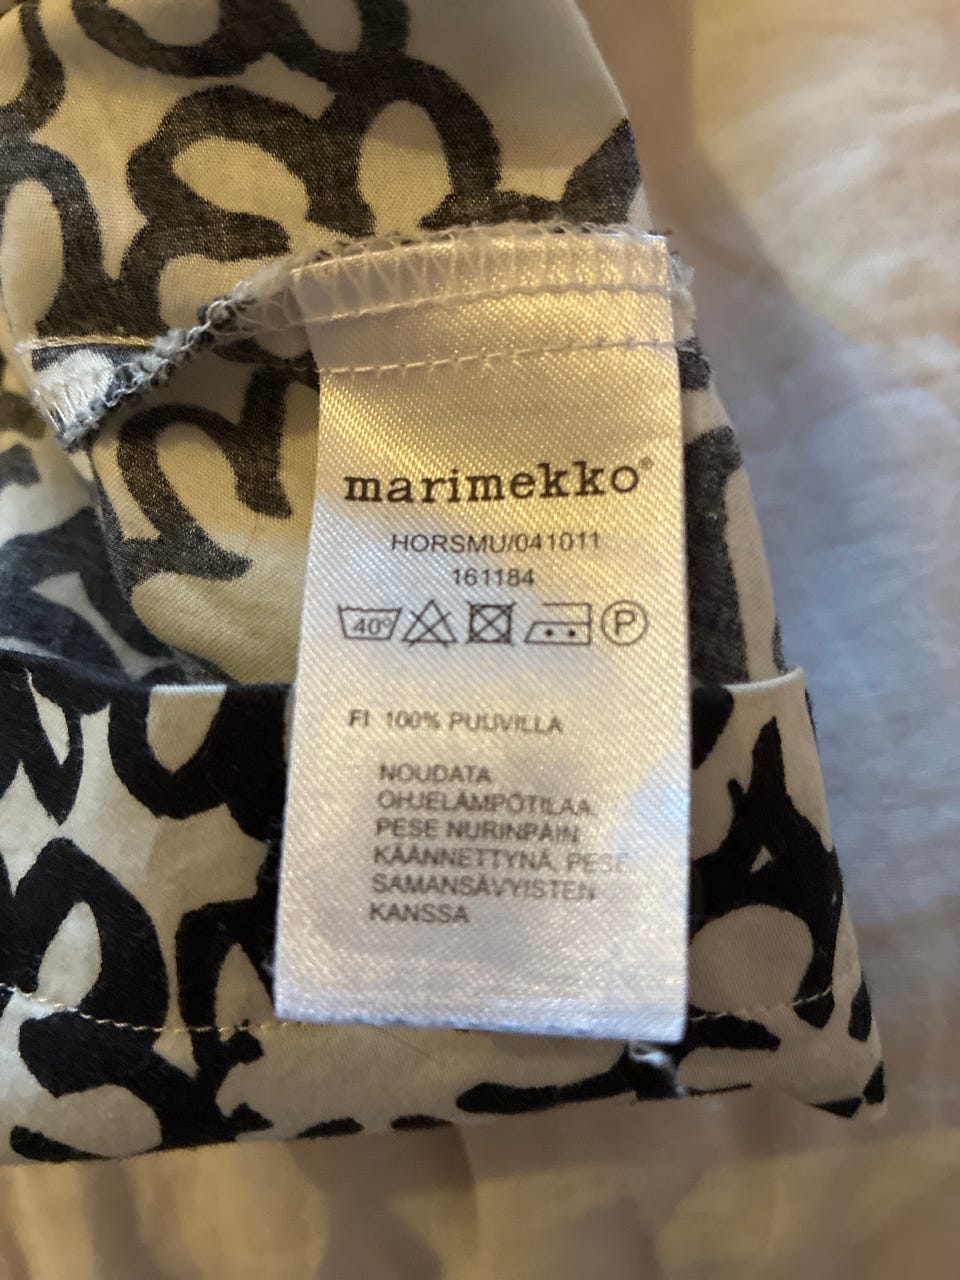 marimekko®
HORSMU/041011
161184
40° P
FI 100% PUUVILLA
NOUDATA
OHJELÄMPÖTILAA,
PESE NURINPÄIN
KÄÄNNETTYNÄ, PESE
SAMANSÄVYISTEN
KANSSA